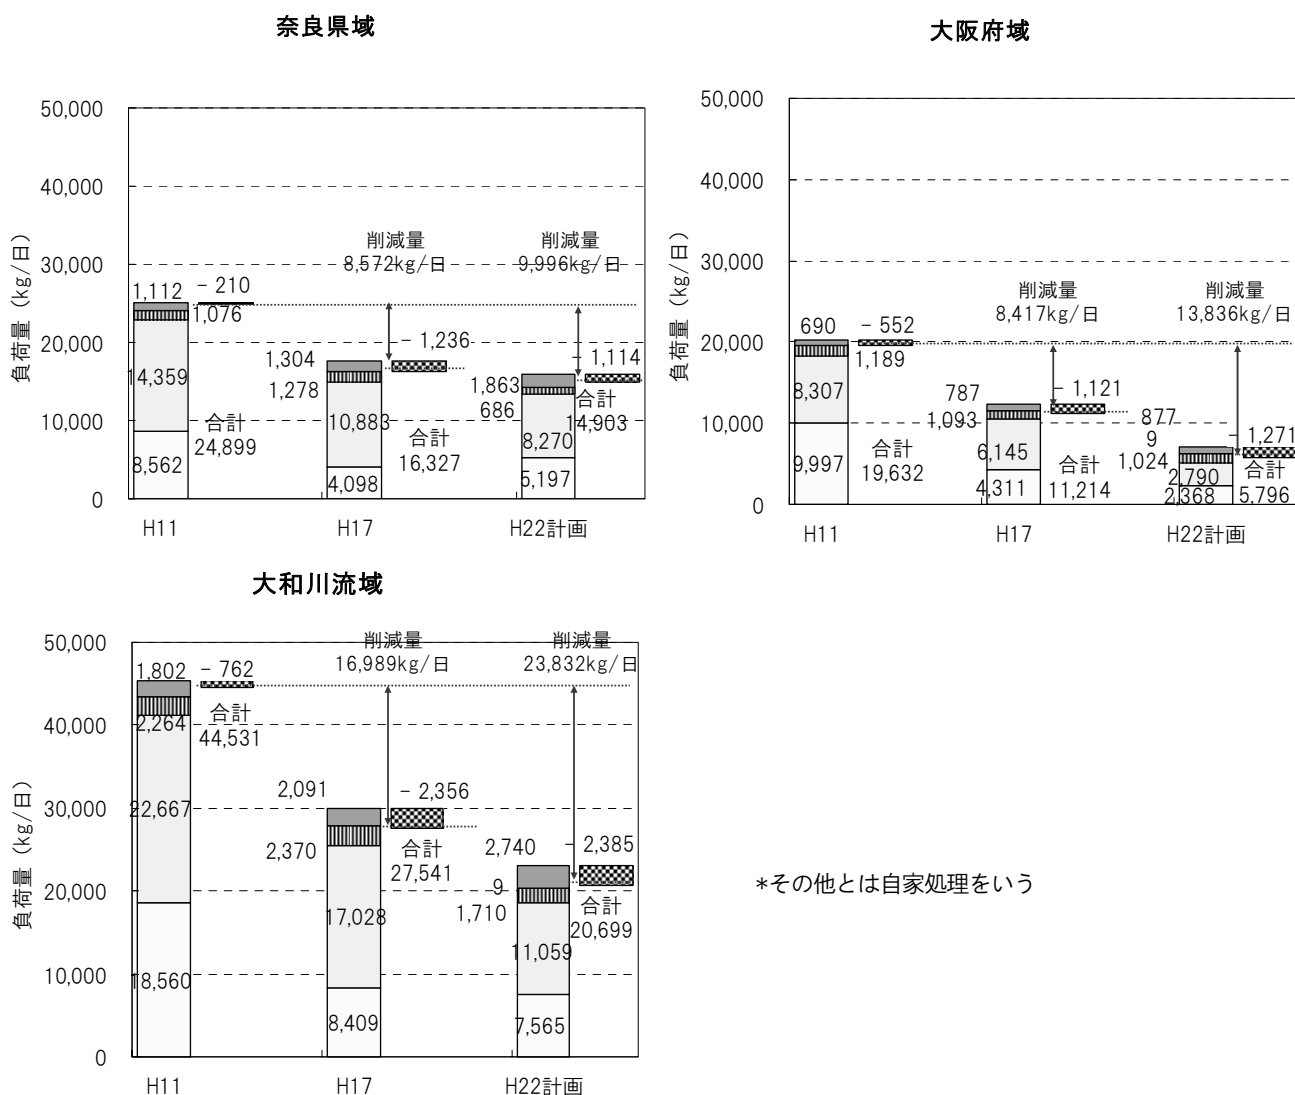 奈良県域
50,000
40,000
30,000
20,000
10,000
0
負荷量 (kg/日)
削減量
8,572kg/日
削減量
9,996kg/日
1,112
− 210
1,076
14,359
合計
24,899
8,562
1,304
− 1,236
1,278
10,883
合計
16,327
4,098
− 1,114
1,863
686
合計
14,903
8,270
5,197
H11
H17
H22計画
大阪府域
50,000
40,000
30,000
20,000
10,000
0
負荷量 (kg/日)
削減量
8,417kg/日
削減量
13,836kg/日
690
− 552
1,189
8,307
合計
19,632
9,997
787
− 1,121
1,093
6,145
合計
11,214
4,311
877
9
− 1,271
1,024
2,790
合計
5,796
2,368
H11
H17
H22計画
大和川流域
50,000
40,000
30,000
20,000
10,000
0
負荷量 (kg/日)
削減量
16,989kg/日
削減量
23,832kg/日
1,802
− 762
2,264
合計
44,531
22,667
18,560
2,091
− 2,356
2,370
合計
27,541
17,028
8,409
2,740
− 2,385
9
1,710
合計
20,699
11,059
7,565
H11
H17
H22計画
*その他とは自家処理をいう